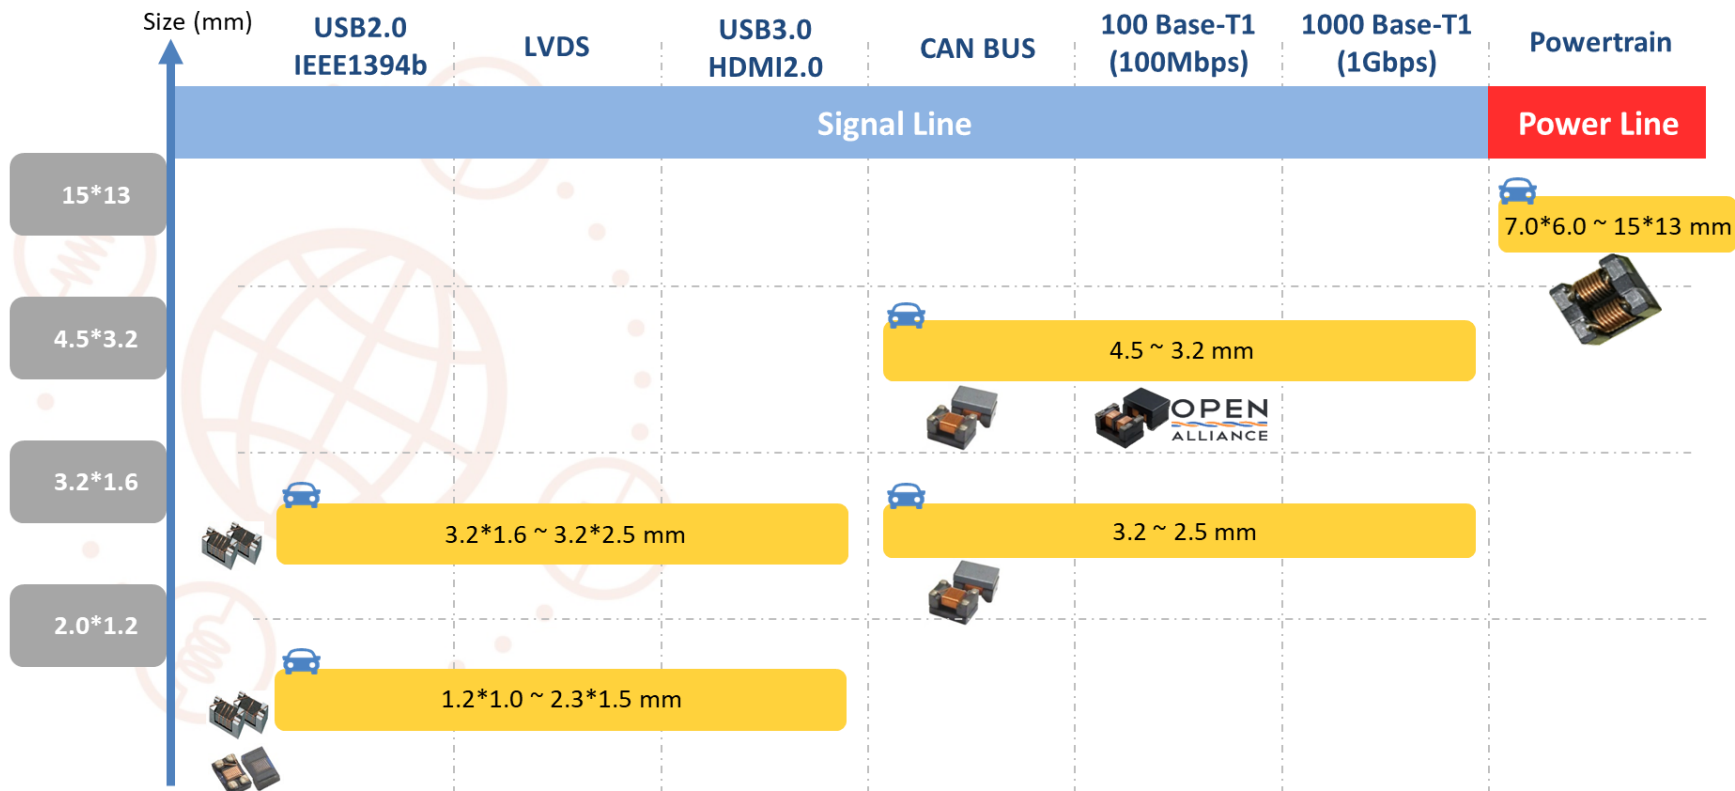 Size (mm)
USB2.0
IEEE1394b
LVDS
USB3.0
HDMI2.0
CAN BUS
100 Base-T1
(100Mbps)
1000 Base-T1
(1Gbps)
Powertrain
Signal Line
Power Line
15*13
7.0*6.0 ~ 15*13 mm
4.5*3.2
4.5 ~ 3.2 mm
OPEN
ALLIANCE
3.2*1.6
3.2*1.6 ~ 3.2*2.5 mm
3.2 ~ 2.5 mm
2.0*1.2
1.2*1.0 ~ 2.3*1.5 mm